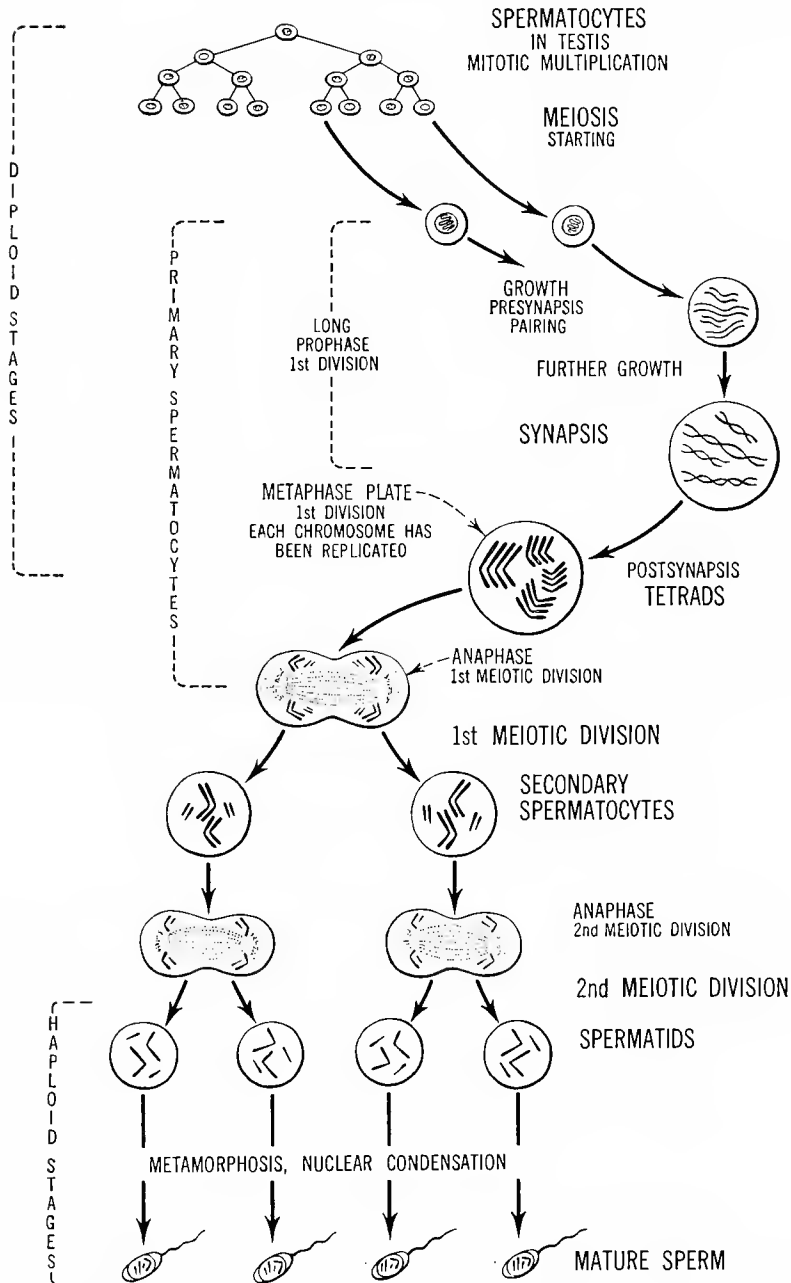 SPERMATOCYTES
IN TESTIS
MITOTIC MULTIPLICATION
MEIOSIS
STARTING
DIPLOID STAGES
PRIMARY SPERMATOCYTES
LONG
PROPHASE
1st DIVISION
GROWTH
PRESYNAPSIS
PAIRING
FURTHER GROWTH
SYNAPSIS
METAPHASE PLATE
1st DIVISION
EACH CHROMOSOME HAS
BEEN REPLICATED
POSTSYNAPSIS
TETRADS
ANAPHASE
1st MEIOTIC DIVISION
1st MEIOTIC DIVISION
SECONDARY
SPERMATOCYTES
ANAPHASE
2nd MEIOTIC DIVISION
2nd MEIOTIC DIVISION
HAPLOID STAGES
SPERMATIDS
METAMORPHOSIS, NUCLEAR CONDENSATION
MATURE SPERM